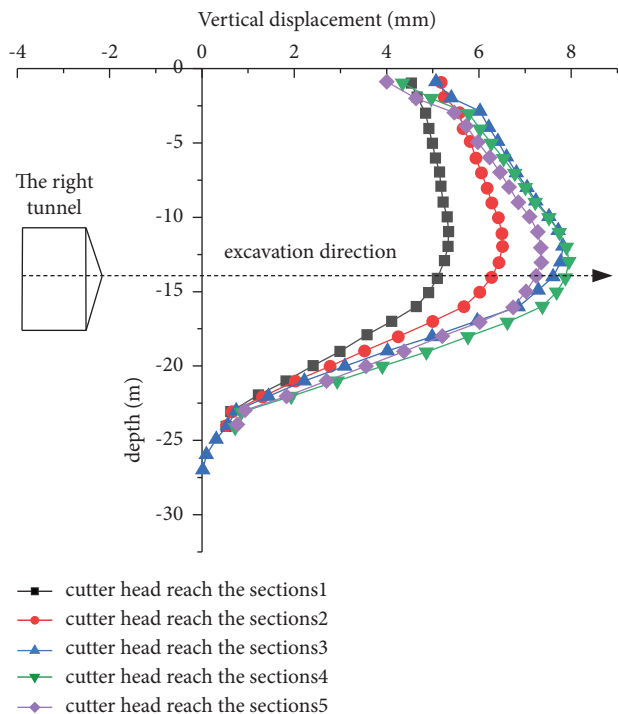 Vertical displacement (mm)
-4 -2 0 2 4 6 8
0
-5
The right
tunnel
-10
excavation direction
-15
-20
-25
-30
depth (m)
cutter head reach the sections1
cutter head reach the sections2
cutter head reach the sections3
cutter head reach the sections4
cutter head reach the sections5